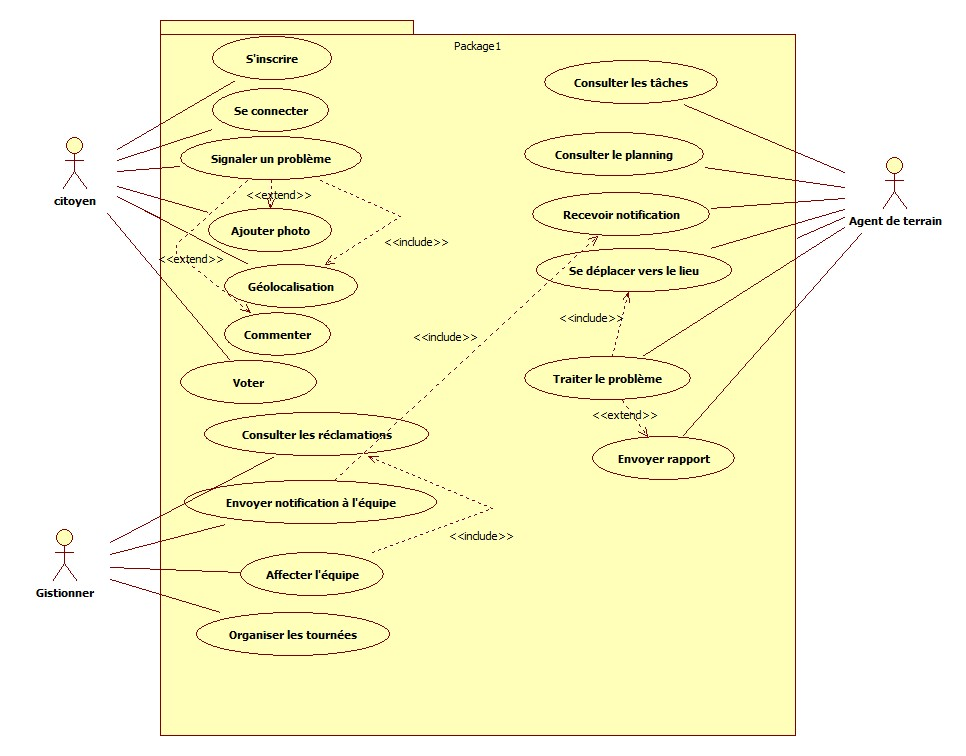 Package1
S'inscrire
Consulter les tâches
Se connecter
Signaler un problème
Consulter le planning
citoyen
<<extend>>
Recevoir notification
Agent de terrain
Ajouter photo
<<include>>
<<extend>>
Se déplacer vers le lieu
Géolocalisation
<<include>>
Commenter
<<include>>
Voter
Traiter le problème
<<extend>>
Consulter les réclamations
Envoyer rapport
Envoyer notification à l'équipe
<<include>>
Affecter l'équipe
Gistionner
Organiser les tournées